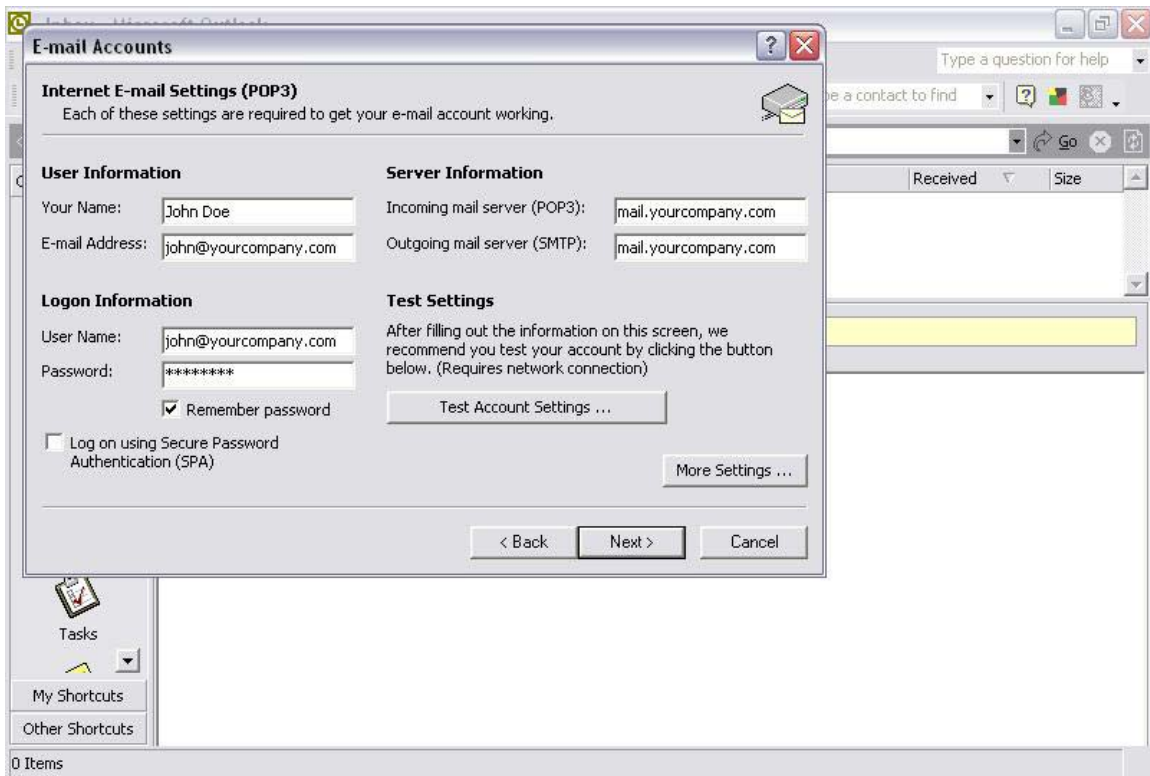 Inbox - Microsoft Outlook
E-mail Accounts
Type a question for help
Internet E-mail Settings (POP3)
Each of these settings are required to get your e-mail account working.
a contact to find
Go
User Information
Server Information
Received
Size
Your Name:
John Doe
Incoming mail server (POP3):
mail.yourcompany.com
E-mail Address:
john@yourcompany.com
Outgoing mail server (SMTP):
mail.yourcompany.com
Logon Information
Test Settings
User Name:
john@yourcompany.com
After filling out the information on this screen, we
recommend you test your account by clicking the button
below. (Requires network connection)
Password:
********
Remember password
Test Account Settings ...
Log on using Secure Password
Authentication (SPA)
More Settings ...
< Back
Next >
Cancel
Tasks
My Shortcuts
Other Shortcuts
0 Items